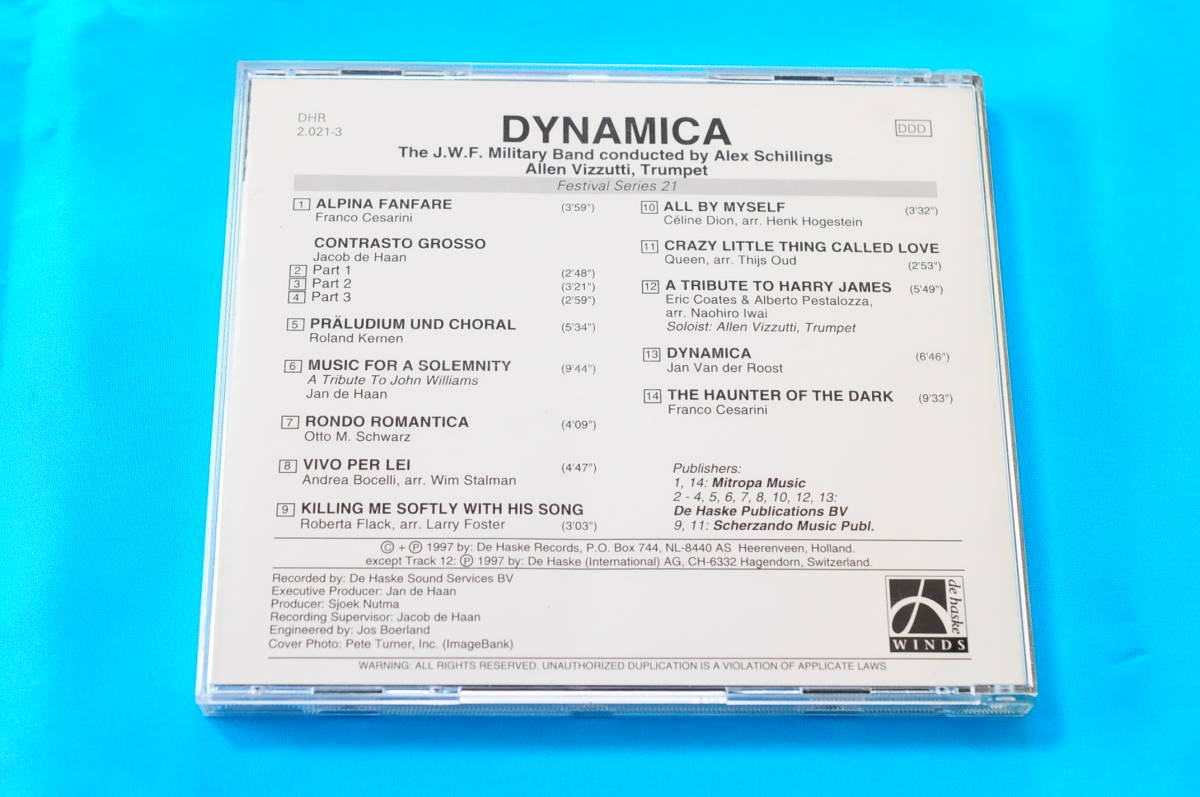 DHR
2.021-3
DYNAMICA
DDD
The J.W.F. Military Band conducted by Alex Schillings
Allen Vizzutti, Trumpet
Festival Series 21
1 ALPINA FANFARE (3'59")
Franco Cesarini
CONTRASTO GROSSO
Jacob de Haan
2 Part 1 (2'48")
3 Part 2 (3'21")
4 Part 3 (2'59")
5 PRÄLUDIUM UND CHORAL (5'34")
Roland Kernen
6 MUSIC FOR A SOLEMNITY (9'44")
A Tribute To John Williams
Jan de Haan
7 RONDO ROMANTICA (4'09")
Otto M. Schwarz
8 VIVO PER LEI (4'47")
Andrea Bocelli, arr. Wim Stalman
9 KILLING ME SOFTLY WITH HIS SONG
Roberta Flack, arr. Larry Foster (3'03")
10 ALL BY MYSELF (3'32")
Céline Dion, arr. Henk Hogestein
11 CRAZY LITTLE THING CALLED LOVE
Queen, arr. Thijs Oud (2'53")
12 A TRIBUTE TO HARRY JAMES (5'49")
Eric Coates & Alberto Pestalozza,
arr. Naohiro Iwai
Soloist: Allen Vizzutti, Trumpet
13 DYNAMICA (6'46")
Jan Van der Roost
14 THE HAUNTER OF THE DARK (9'33")
Franco Cesarini
Publishers:
1, 14: Mitropa Music
2 - 4, 5, 6, 7, 8, 10, 12, 13:
De Haske Publications BV
9, 11: Scherzando Music Publ.
© + ℗ 1997 by: De Haske Records, P.O. Box 744, NL-8440 AS Heerenveen, Holland.
except Track 12: ℗ 1997 by: De Haske (International) AG, CH-6332 Hagendorn, Switzerland.
Recorded by: De Haske Sound Services BV
Executive Producer: Jan de Haan
Producer: Sjoek Nutma
Recording Supervisor: Jacob de Haan
Engineered by: Jos Boerland
Cover Photo: Pete Turner, Inc. (ImageBank)
de haske
WINDS
WARNING: ALL RIGHTS RESERVED. UNAUTHORIZED DUPLICATION IS A VIOLATION OF APPLICATE LAWS